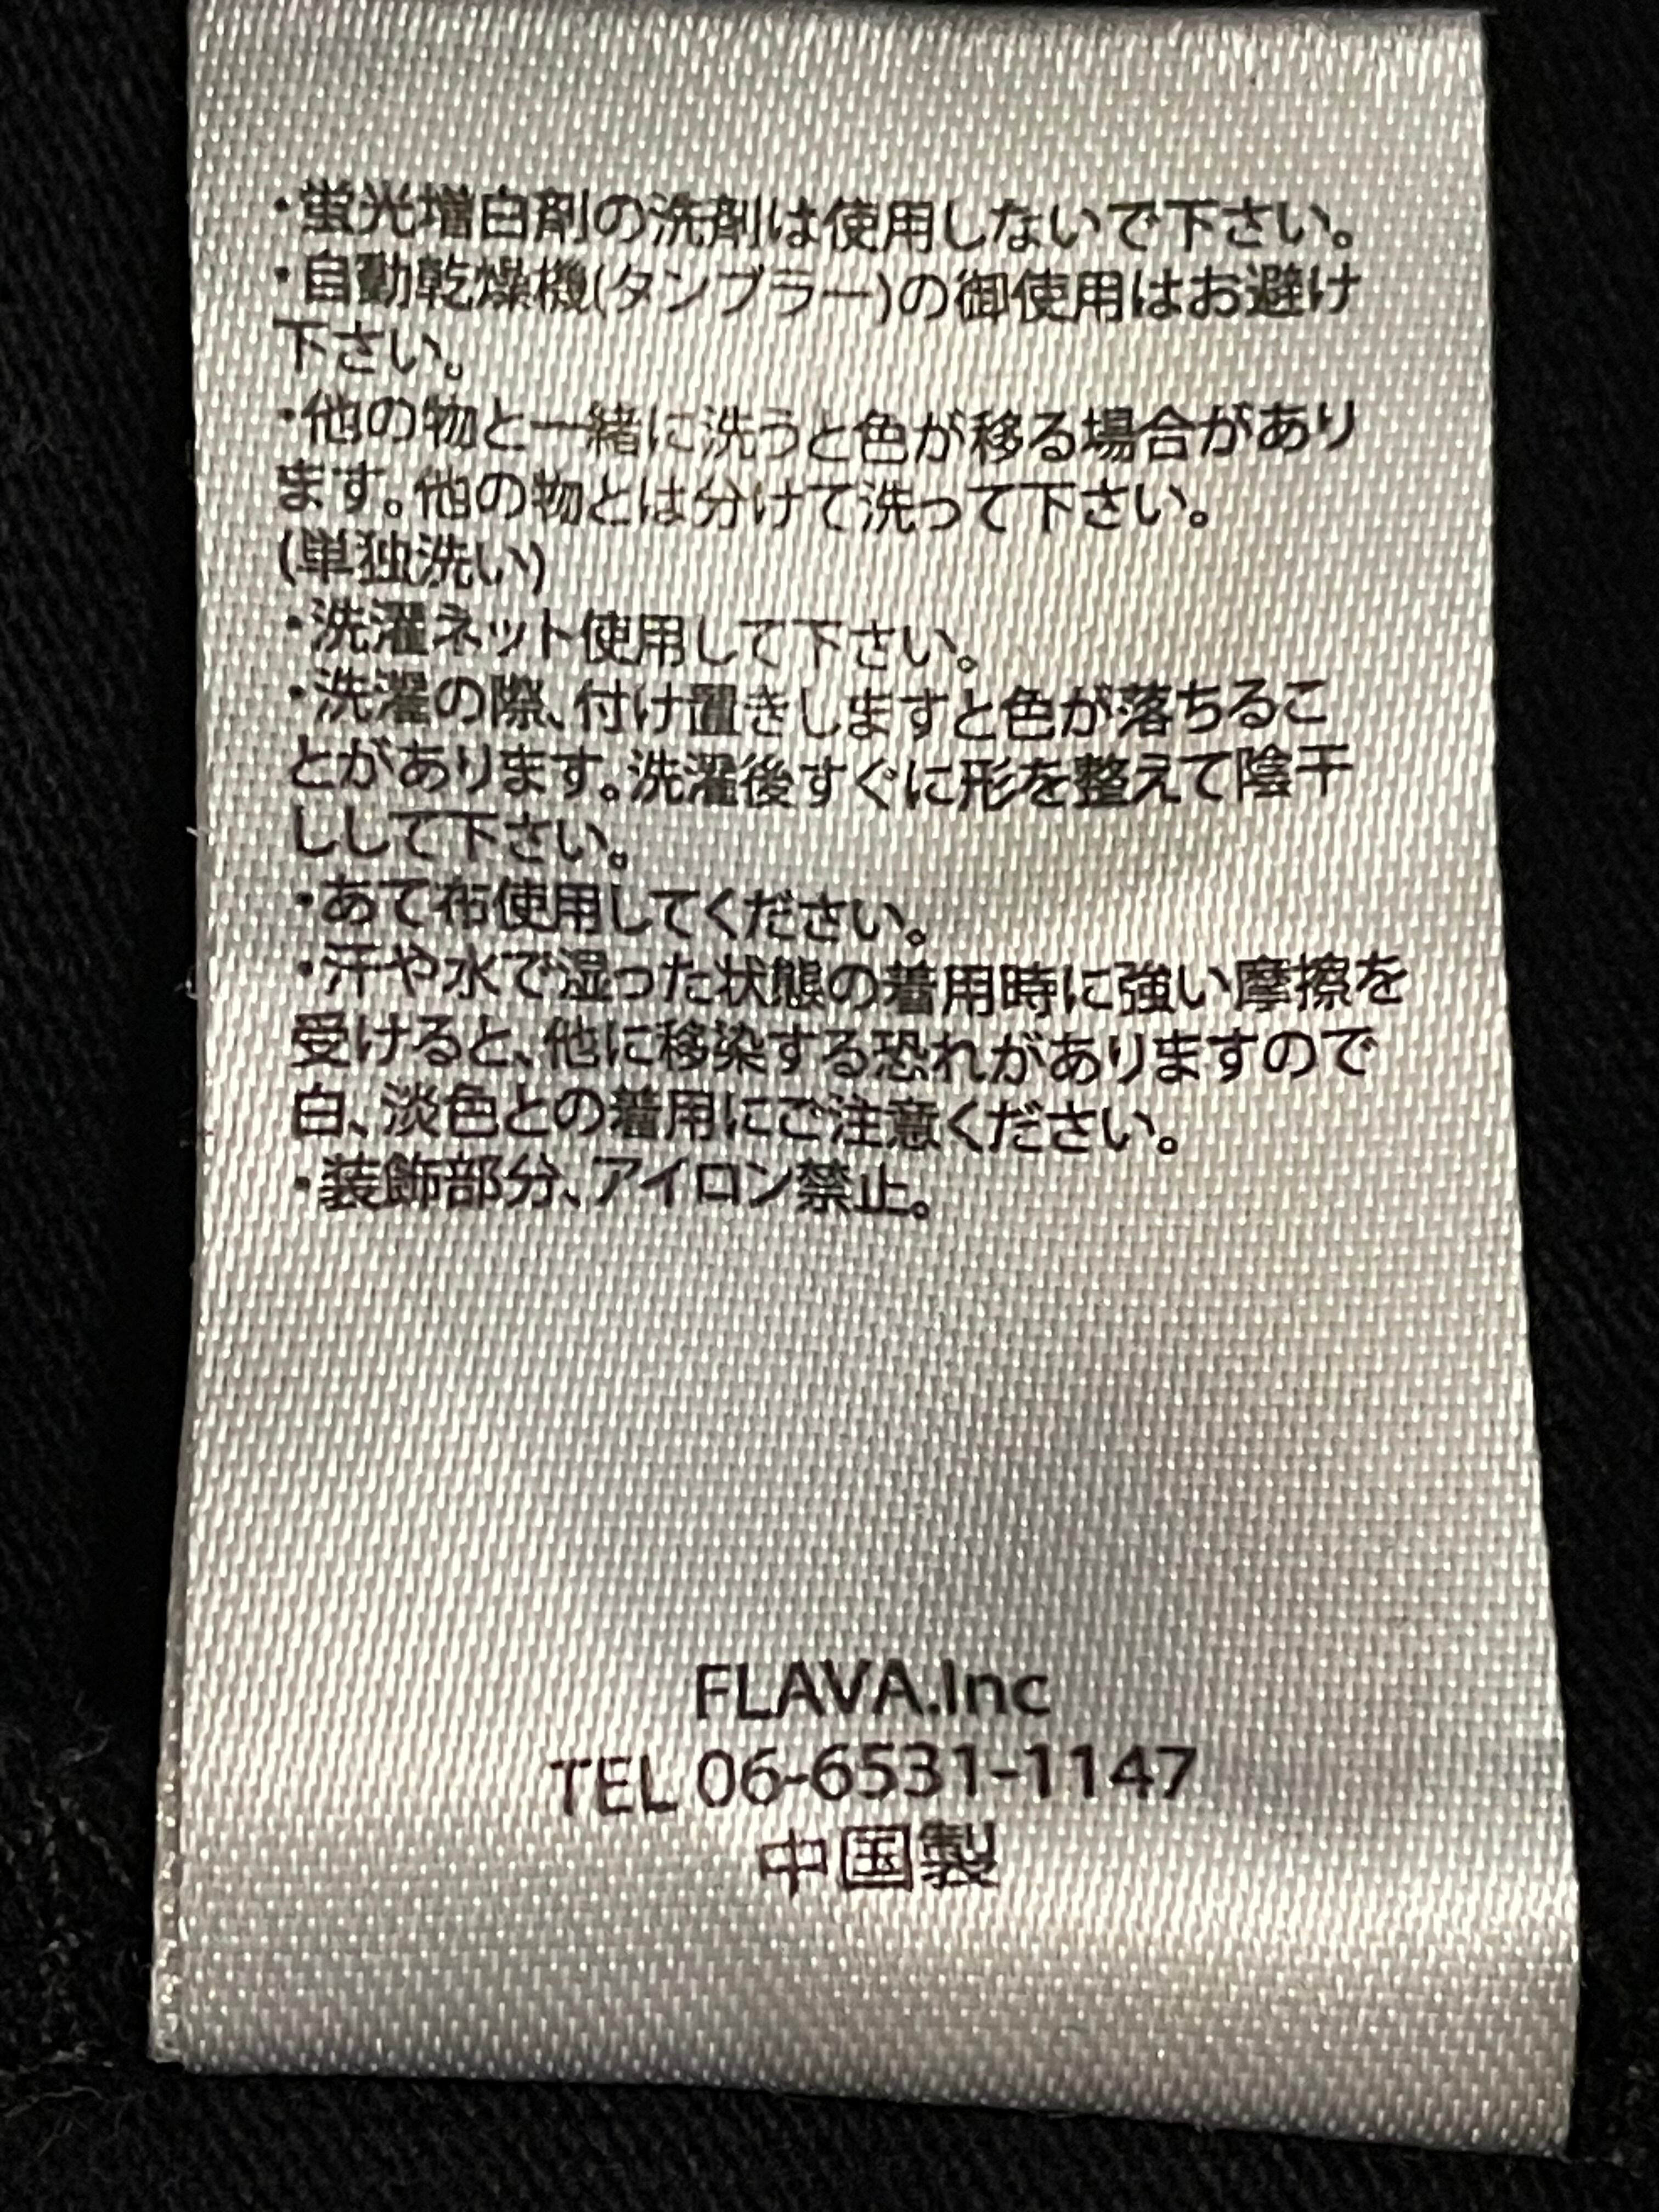 ・蛍光増白剤の洗剤は使用しないで下さい。
・自動乾燥機(タンブラー)の御使用はお避け
下さい。
・他の物と一緒に洗うと色が移る場合があり
ます。他の物とは分けて洗って下さい。
(単独洗い)
・洗濯ネット使用して下さい。
・洗濯の際、付け置きしますと色が落ちるこ
とがあります。洗濯後すぐに形を整えて陰干
しして下さい。
・あて布使用してください。
・汗や水で湿った状態の着用時に強い摩擦を
受けると、他に移染する恐れがありますので
白、淡色との着用にご注意ください。
・装飾部分、アイロン禁止。
FLAVA.Inc
TEL 06-6531-1147
中国製